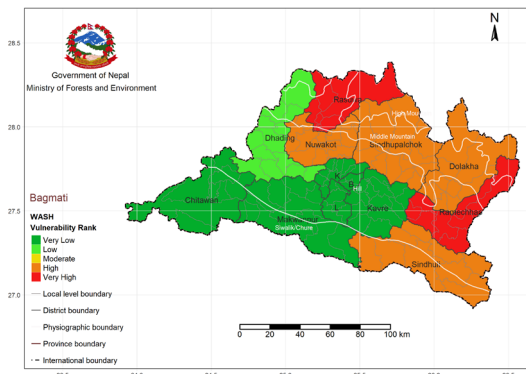 N
28.5
Government of Nepal
Ministry of Forests and Environment
Rasuwa
High Mou
28.0
Dhading
Nuwakot
Middle Mountain
Sindhupalchok
Dolakha
K
B
Hill
Bagmati
Chitawan
L
Kavre
27.5
Makwanpur
Ramechhap
Siwalik/Chure
WASH
Vulnerability Rank
Very Low
Low
Moderate
High
Very High
Sindhuli
27.0
Local level boundary
District boundary
Physiographic boundary
Province boundary
International boundary
0 20 40 60 80 100 km